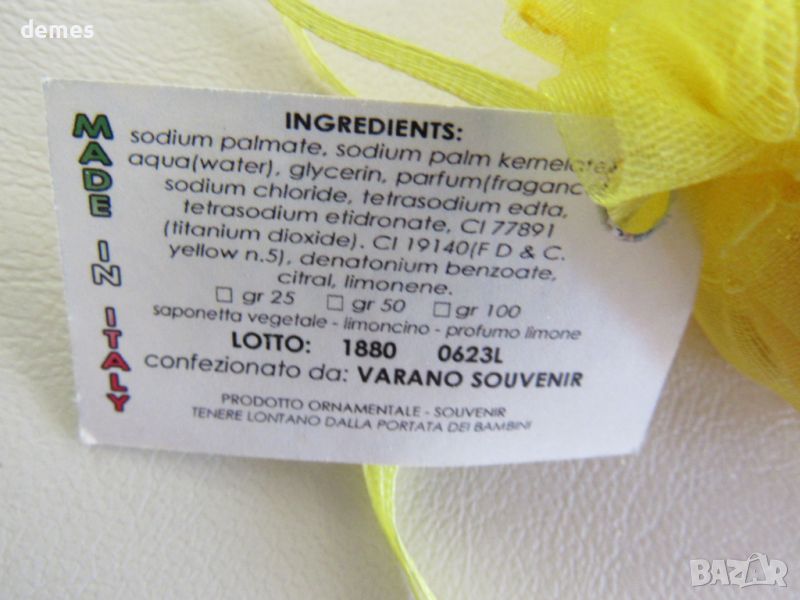 demes
MADE IN ITALY
INGREDIENTS:
sodium palmate, sodium palm kernelate,
aqua(water), glycerin, parfum(fraganc
sodium chloride, tetrasodium edta,
tetrasodium etidronate, CI 77891
(titanium dioxide). CI 19140(F D & C.
yellow n.5), denatonium benzoate,
citral, limonene.
☐ gr 25 ☐ gr 50 ☐ gr 100
saponetta vegetale - limoncino - profumo limone
LOTTO: 1880 0623L
confezionato da: VARANO SOUVENIR
PRODOTTO ORNAMENTALE - SOUVENIR
TENERE LONTANO DALLA PORTATA DEI BAMBINI
BAZAR